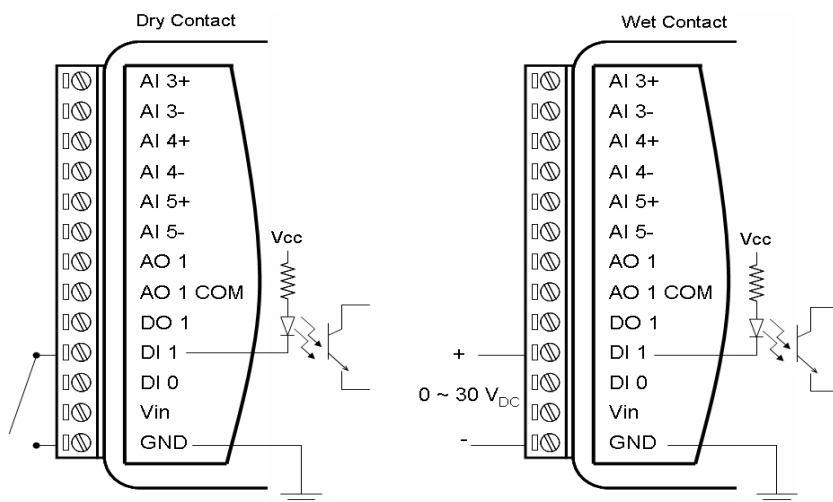 Dry Contact
AI 3+
AI 3-
AI 4+
AI 4-
AI 5+
AI 5-
AO 1
AO 1 COM
DO 1
DI 1
DI 0
Vin
GND
Vcc
Wet Contact
AI 3+
AI 3-
AI 4+
AI 4-
AI 5+
AI 5-
AO 1
AO 1 COM
DO 1
DI 1
DI 0
Vin
GND
Vcc
+
0 ~ 30 VDC
-